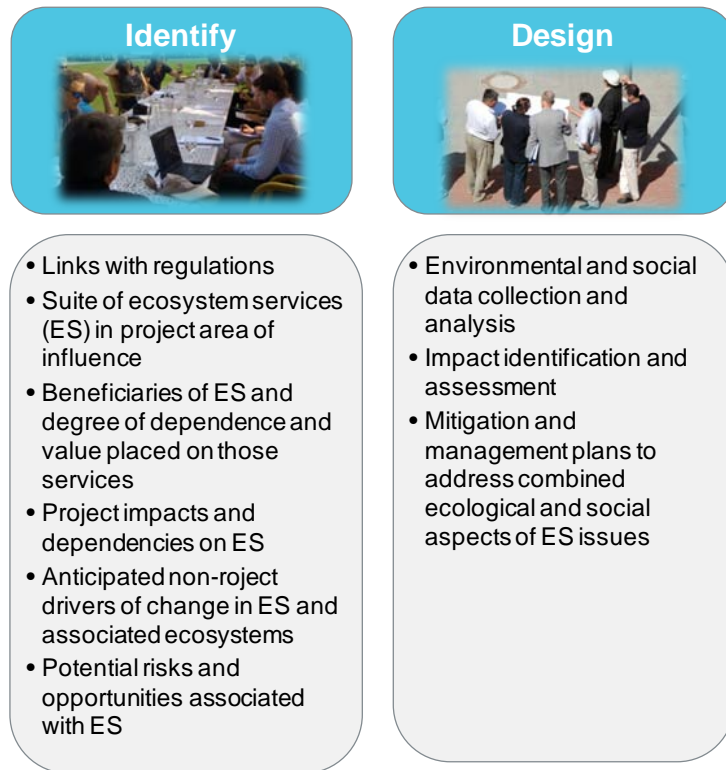 Identify
• Links with regulations
• Suite of ecosystem services
(ES) in project area of
influence
• Beneficiaries of ES and
degree of dependence and
value placed on those
services
• Project impacts and
dependencies on ES
• Anticipated non-roject
drivers of change in ES and
associated ecosystems
• Potential risks and
opportunities associated
with ES
Design
• Environmental and social
data collection and
analysis
• Impact identification and
assessment
• Mitigation and
management plans to
address combined
ecological and social
aspects of ES issues